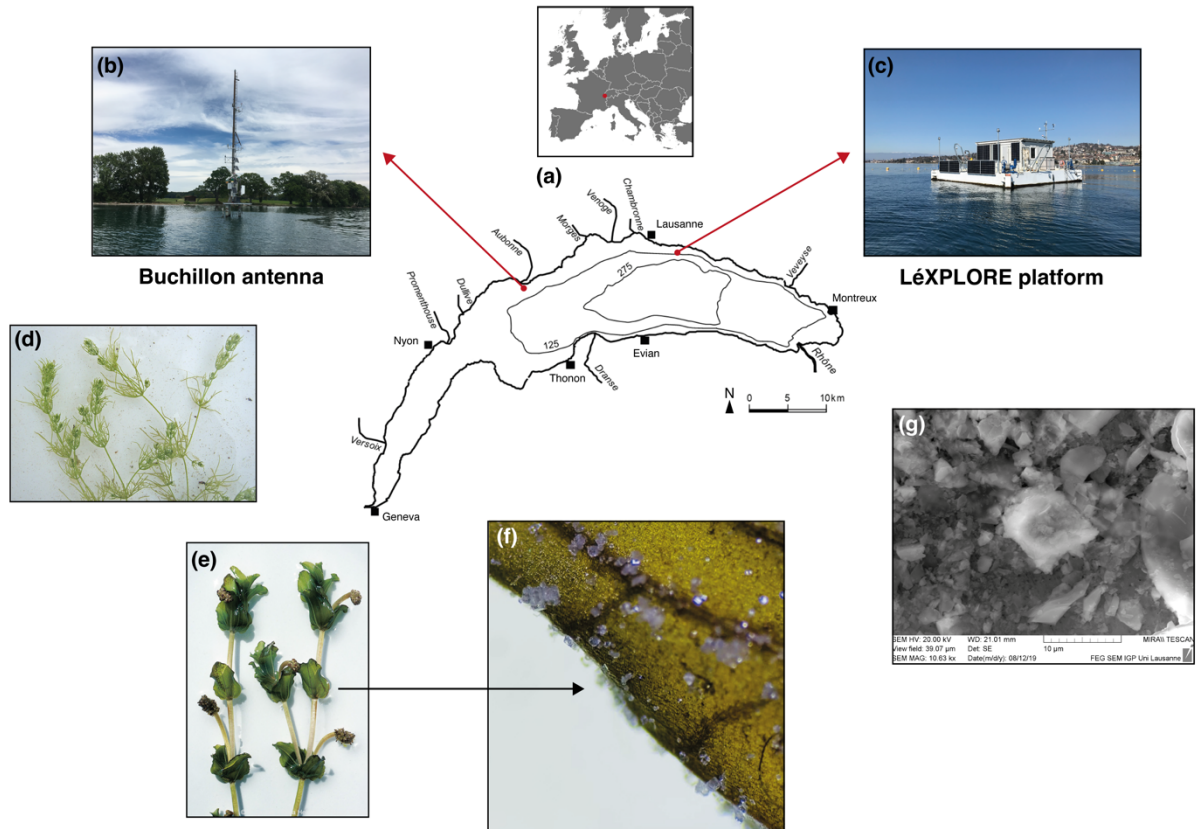 (b)
(c)
(a)
Buchillon antenna
LéXPLORE platform
Aubonne
Morges
Venoge
Chambronne
Lausanne
Promenthouse
Dullive
Veveyse
275
Montreux
Nyon
125
Evian
Rhône
Thonon
Dranse
N
0 5 10km
Versoix
Geneva
(d)
(g)
SEM HV: 20.00 kV WD: 21.01 mm MIRA\\ TESCAN
View field: 39.07 µm Det: SE 10 µm
SEM MAG: 10.63 kx Date(m/d/y): 08/12/19 FEG SEM IGP Uni Lausanne
(e)
(f)